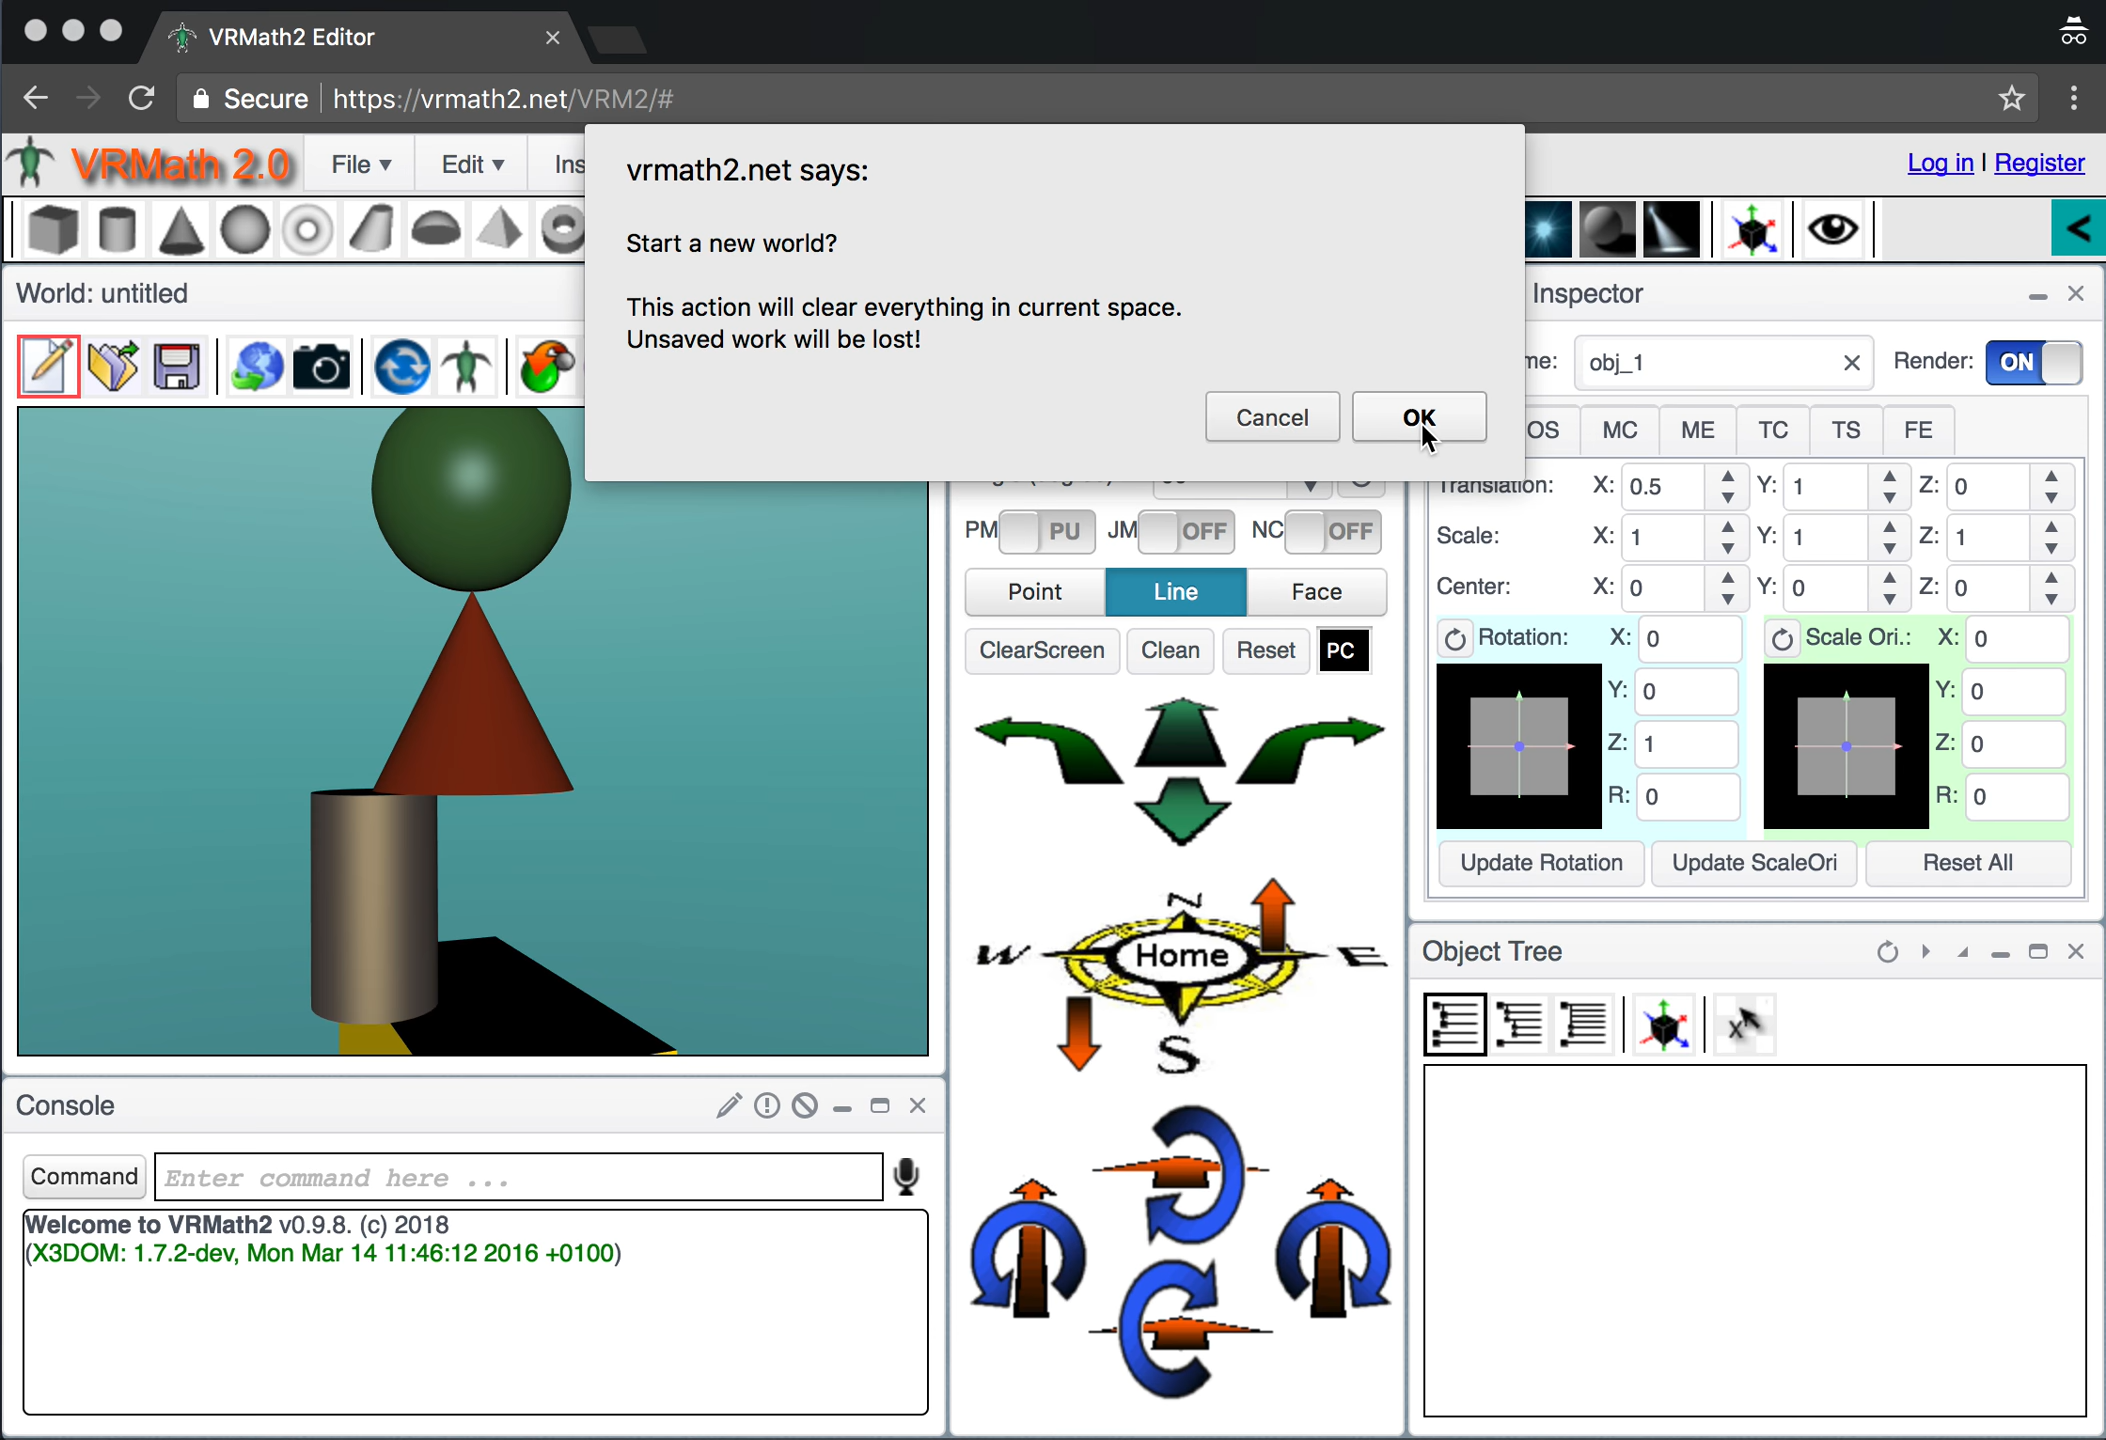 VRMath2 Editor
Secure https://vrmath2.net/VRM2/#
VRMath 2.0 File Edit Ins
Log in | Register
vrmath2.net says:
Start a new world?
This action will clear everything in current space.
Unsaved work will be lost!
Cancel OK
World: untitled
Inspector
me: obj_1 Render: ON
OS MC ME TC TS FE
Translation: X: 0.5 Y: 1 Z: 0
Scale: X: 1 Y: 1 Z: 1
Center: X: 0 Y: 0 Z: 0
Rotation: X: 0 Scale Ori.: X: 0
Y: 0 Y: 0
Z: 1 Z: 0
R: 0 R: 0
Update Rotation Update ScaleOri Reset All
PM PU JM OFF NC OFF
Point Line Face
ClearScreen Clean Reset PC
N
W Home E
S
Object Tree
X
Console
Command Enter command here ...
Welcome to VRMath2 v0.9.8. (c) 2018
(X3DOM: 1.7.2-dev, Mon Mar 14 11:46:12 2016 +0100)